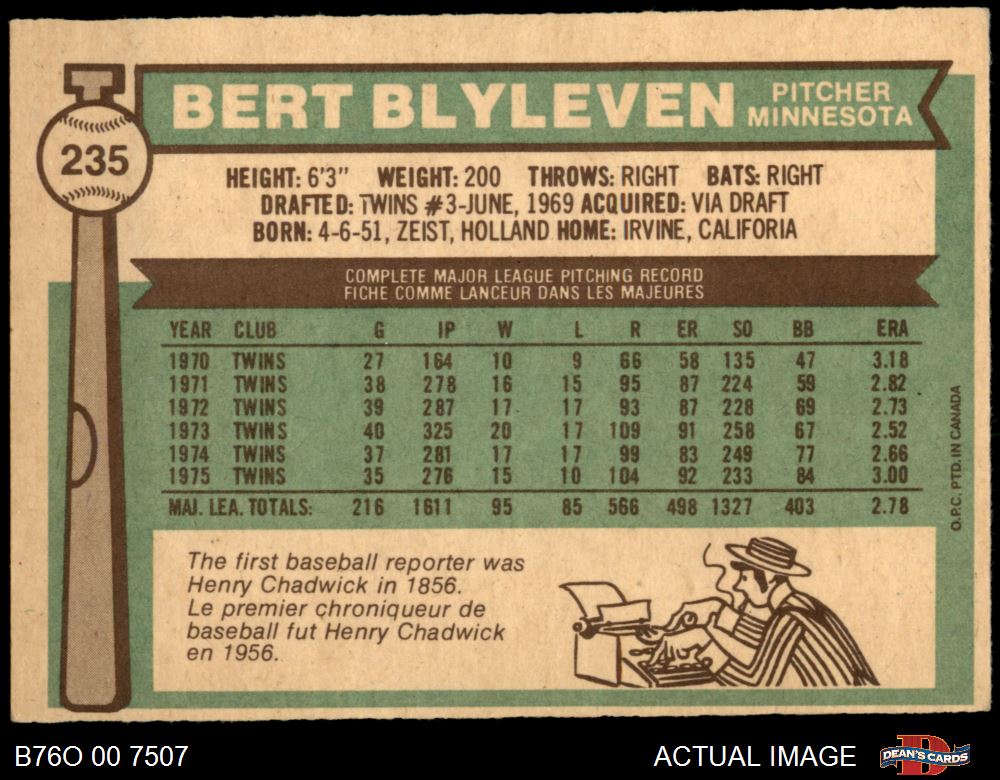 BERT BLYLEVEN PITCHER MINNESOTA
235
HEIGHT: 6'3" WEIGHT: 200 THROWS: RIGHT BATS: RIGHT
DRAFTED: TWINS #3-JUNE, 1969 ACQUIRED: VIA DRAFT
BORN: 4-6-51, ZEIST, HOLLAND HOME: IRVINE, CALIFORIA
COMPLETE MAJOR LEAGUE PITCHING RECORD
FICHE COMME LANCEUR DANS LES MAJEURES
YEAR CLUB G IP W L R ER SO BB ERA
1970 TWINS 27 164 10 9 66 58 135 47 3.18
1971 TWINS 38 278 16 15 95 87 224 59 2.82
1972 TWINS 39 287 17 17 93 87 228 69 2.73
1973 TWINS 40 325 20 17 109 91 258 67 2.52
1974 TWINS 37 281 17 17 99 83 249 77 2.66
1975 TWINS 35 276 15 10 104 92 233 84 3.00
MAJ. LEA. TOTALS: 216 1611 95 85 566 498 1327 403 2.78
The first baseball reporter was
Henry Chadwick in 1856.
Le premier chroniqueur de
baseball fut Henry Chadwick
en 1956.
O.P.C. PTD. IN CANADA
B76O 00 7507
ACTUAL IMAGE
DEAN'S CARDS